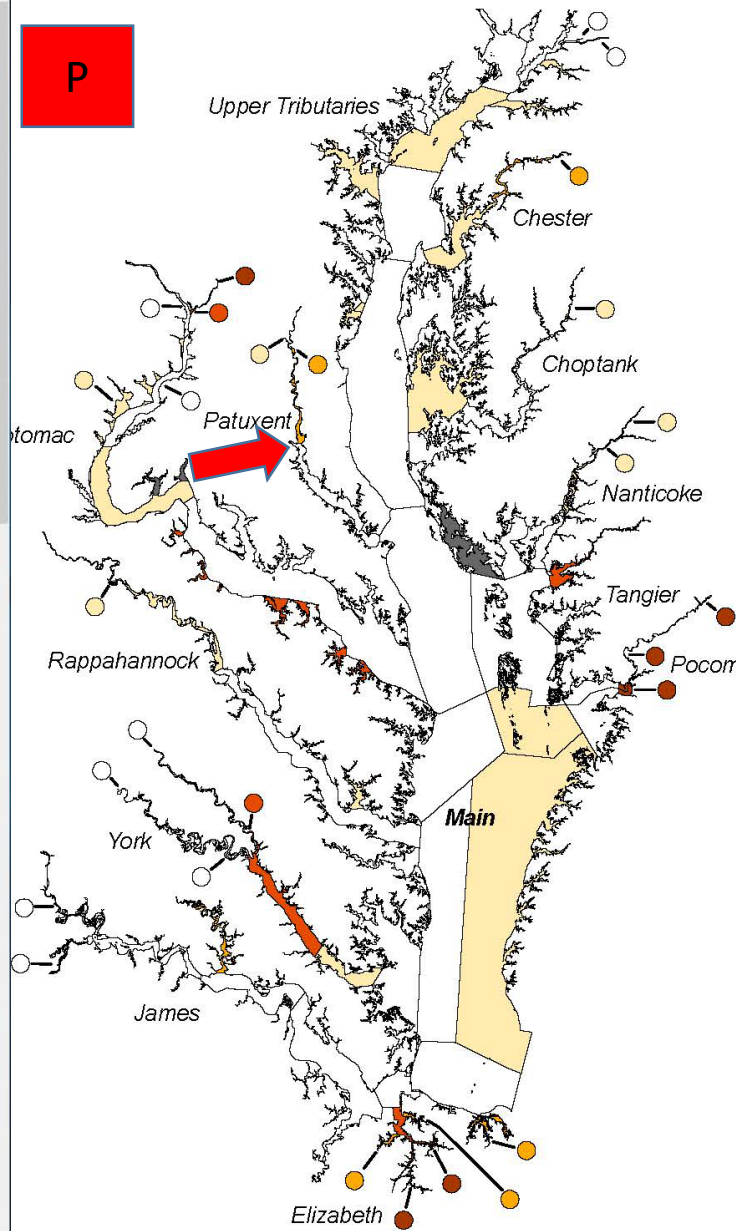 P
Upper Tributaries
Chester
Choptank
Patuxent
otomac
Nanticoke
Tangier
Rappahannock
Pocom
Main
York
James
Elizabeth